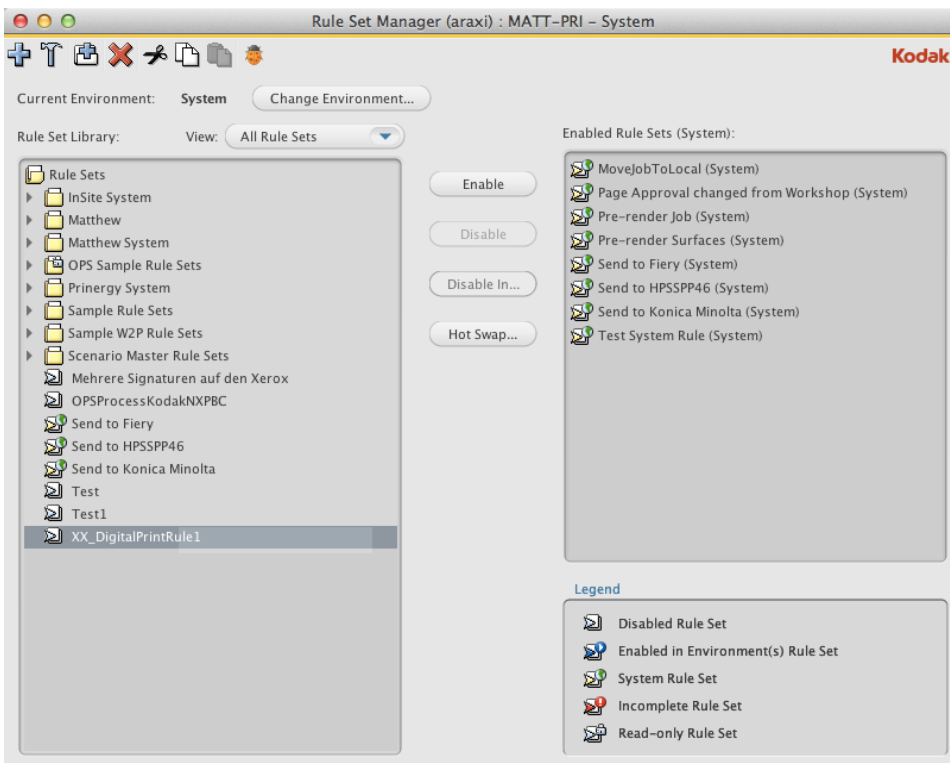 Rule Set Manager (araxi) : MATT-PRI - System
Kodak
Current Environment: System Change Environment...
Rule Set Library: View: All Rule Sets
Rule Sets
InSite System
Matthew
Matthew System
OPS Sample Rule Sets
Prinergy System
Sample Rule Sets
Sample W2P Rule Sets
Scenario Master Rule Sets
Mehrere Signaturen auf den Xerox
OPSProcessKodakNXPBC
Send to Fiery
Send to HPSSPP46
Send to Konica Minolta
Test
Test1
XX_DigitalPrintRule1
Enable
Disable
Disable In...
Hot Swap...
Enabled Rule Sets (System):
MoveJobToLocal (System)
Page Approval changed from Workshop (System)
Pre-render Job (System)
Pre-render Surfaces (System)
Send to Fiery (System)
Send to HPSSPP46 (System)
Send to Konica Minolta (System)
Test System Rule (System)
Legend
Disabled Rule Set
Enabled in Environment(s) Rule Set
System Rule Set
Incomplete Rule Set
Read-only Rule Set